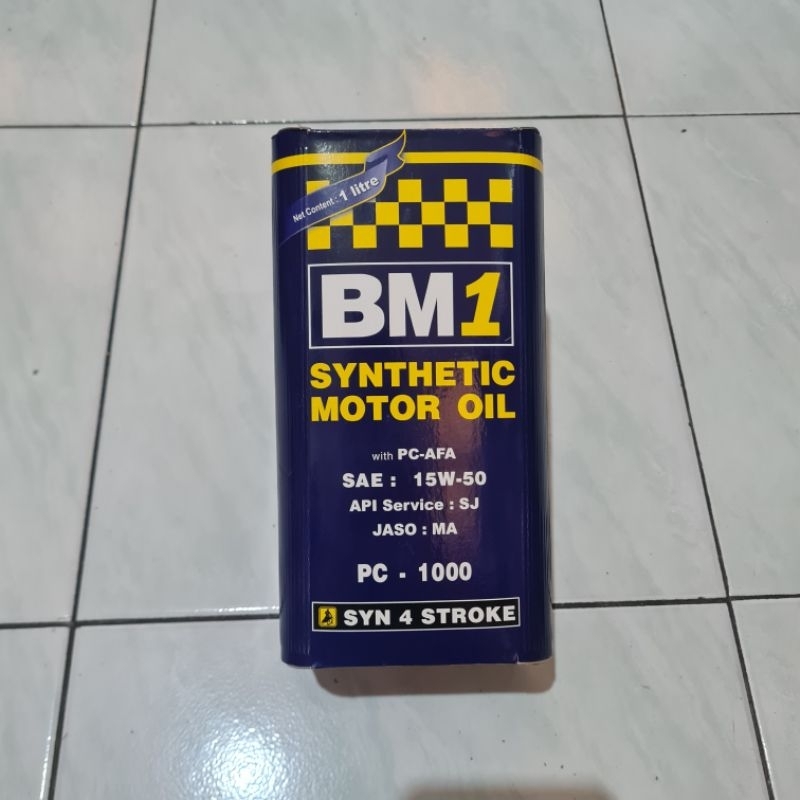 Net Content : 1 litre
BM1
SYNTHETIC
MOTOR OIL
with PC-AFA
SAE : 15W-50
API Service : SJ
JASO : MA
PC - 1000
SYN 4 STROKE